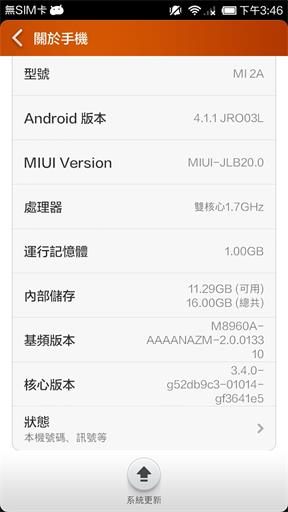 無SIM卡 下午3:46
關於手機
型號 MI 2A
Android 版本 4.1.1 JRO03L
MIUI Version MIUI-JLB20.0
處理器 雙核心1.7GHz
運行記憶體 1.00GB
內部儲存 11.29GB (可用)
16.00GB (總共)
基頻版本 M8960A-
AAAANAZM-2.0.0133
10
核心版本 3.4.0-
g52db9c3-01014-
gf3641e5
狀態
本機號碼、訊號等
系統更新